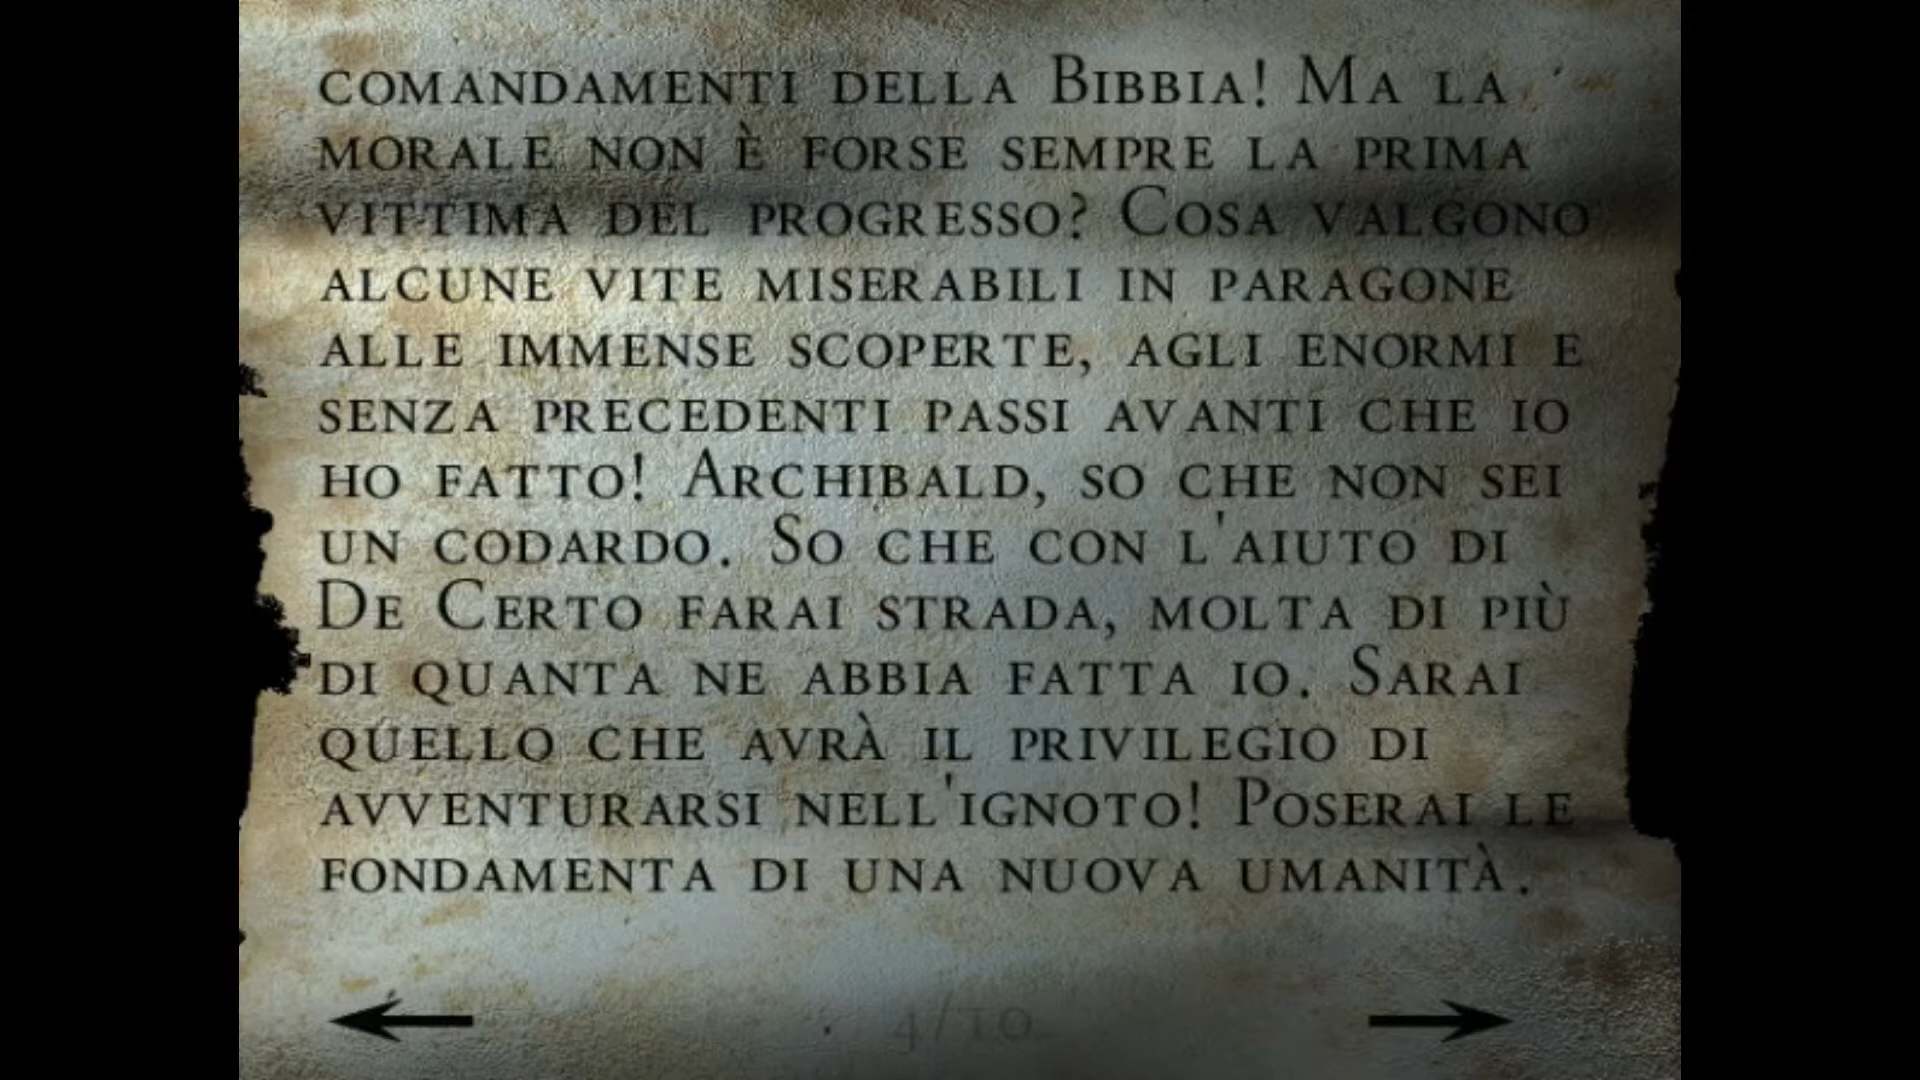 comandamenti della Bibbia! Ma la
morale non è forse sempre la prima
vittima del progresso? Cosa valgono
alcune vite miserabili in paragone
alle immense scoperte, agli enormi e
senza precedenti passi avanti che io
ho fatto! Archibald, so che non sei
un codardo. So che con l'aiuto di
De Certo farai strada, molta di più
di quanta ne abbia fatta io. Sarai
quello che avrà il privilegio di
avventurarsi nell'ignoto! Poserai le
fondamenta di una nuova umanità.
4/10